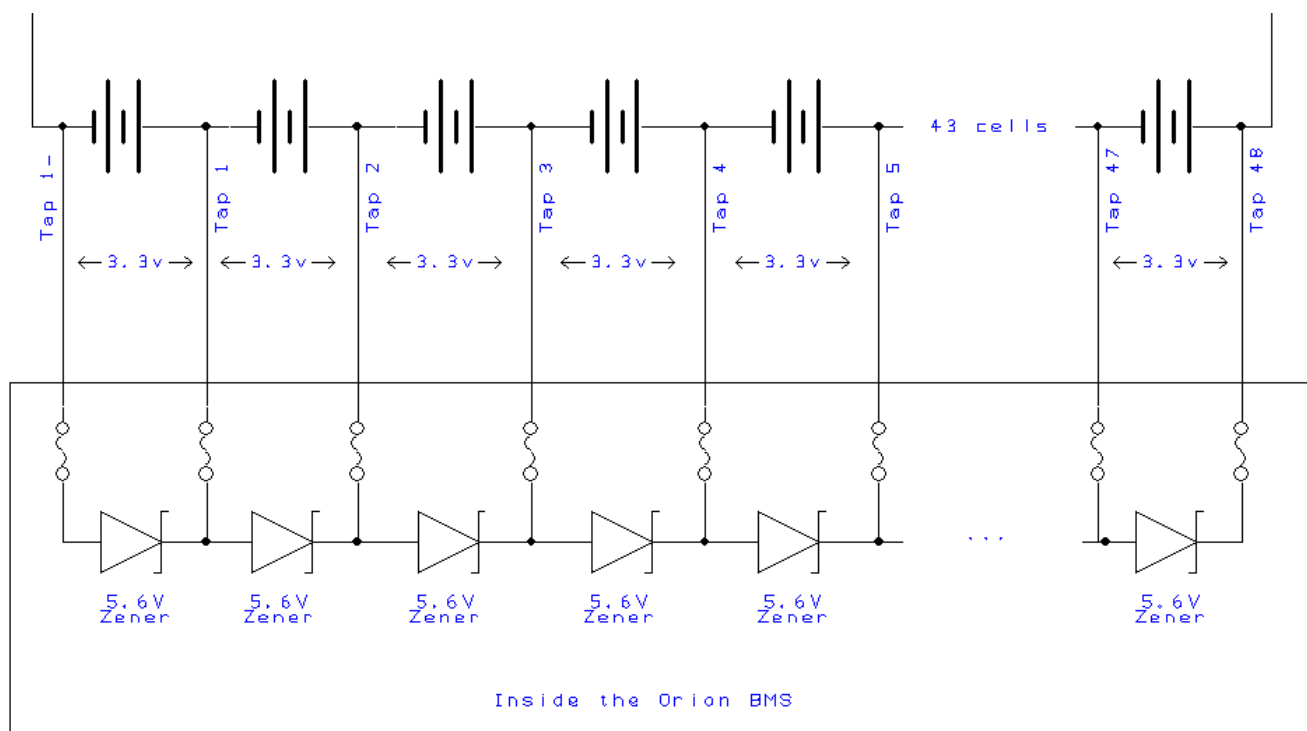 43 cells
Tap 1-
Tap 1
Tap 2
Tap 3
Tap 4
Tap 5
Tap 47
Tap 48
3.3v
3.3v
3.3v
3.3v
3.3v
3.3v
...
5.6V
Zener
5.6V
Zener
5.6V
Zener
5.6V
Zener
5.6V
Zener
5.6V
Zener
Inside the Orion BMS